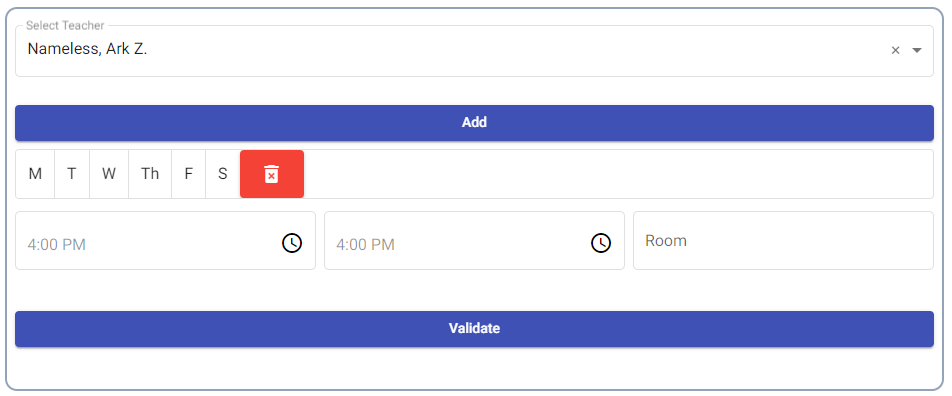 Select Teacher
Nameless, Ark Z.
Add
M T W Th F S
4:00 PM 4:00 PM Room
Validate